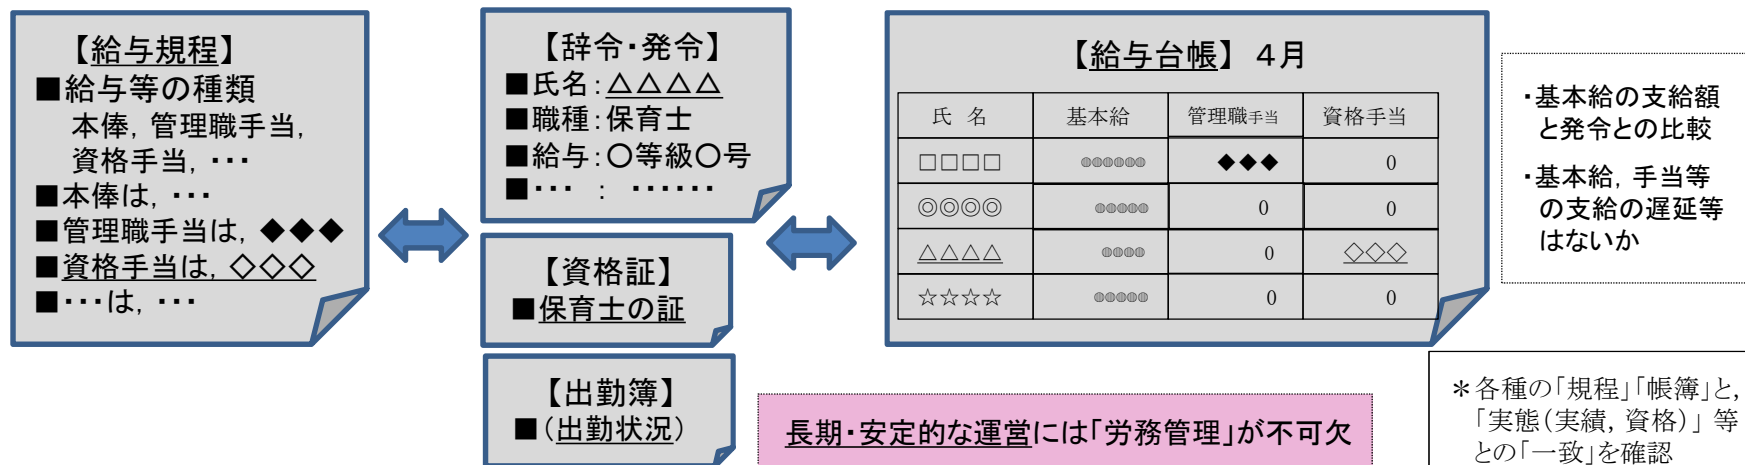 【給与規程】
■給与等の種類
本俸，管理職手当，
資格手当，・・・
■本俸は，・・・
■管理職手当は，◆◆◆
■資格手当は，◇◇◇
■・・・は，・・・
【辞令・発令】
■氏名：△△△△
■職種：保育士
■給与：〇等級〇号
■・・・　：　・・・・・・
【資格証】
■保育士の証
【出勤簿】
■（出勤状況）
【給与台帳】 ４月
氏 名　基本給　管理職手当　資格手当
□□□□　◎◎◎◎◎◎　◆◆◆　0
◎◎◎◎　◎◎◎◎◎　0　0
△△△△　◎◎◎◎　0　◇◇◇
☆☆☆☆　◎◎◎◎◎　0　0
・基本給の支給額
と発令との比較
・基本給，手当等
の支給の遅延等
はないか
長期・安定的な運営には「労務管理」が不可欠
＊各種の「規程」「帳簿」と，
「実態（実績，資格）」等
との「一致」を確認